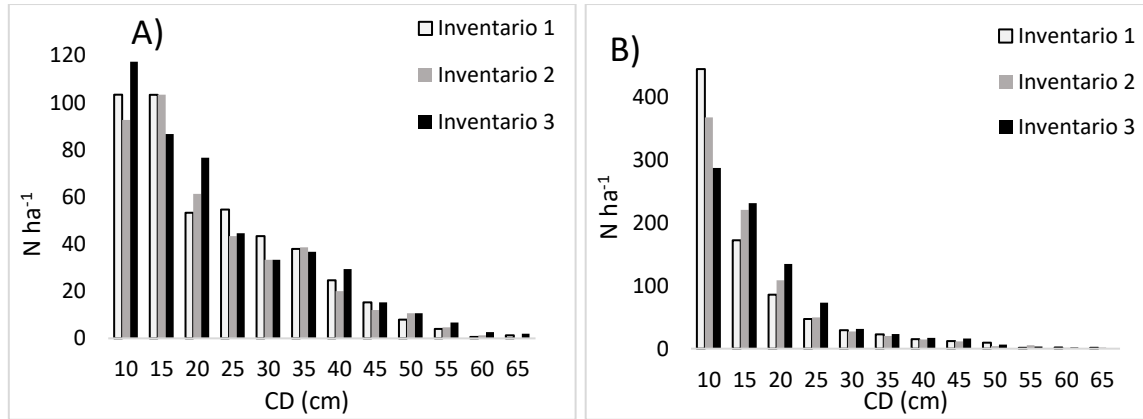 A)
Inventario 1
Inventario 2
Inventario 3
120
100
80
60
40
20
0
N ha-1
10 15 20 25 30 35 40 45 50 55 60 65
CD (cm)
B)
Inventario 1
Inventario 2
Inventario 3
400
300
200
100
0
N ha-1
10 15 20 25 30 35 40 45 50 55 60 65
CD (cm)